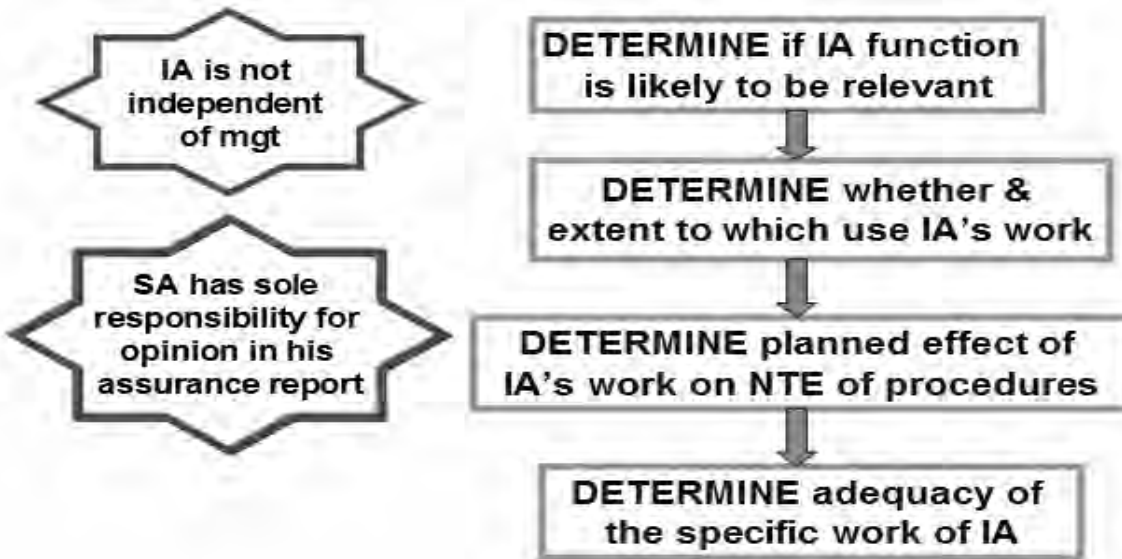 IA is not
independent
of mgt
SA has sole
responsibility for
opinion in his
assurance report
DETERMINE if IA function
is likely to be relevant
DETERMINE whether &
extent to which use IA's work
DETERMINE planned effect of
IA's work on NTE of procedures
DETERMINE adequacy of
the specific work of IA